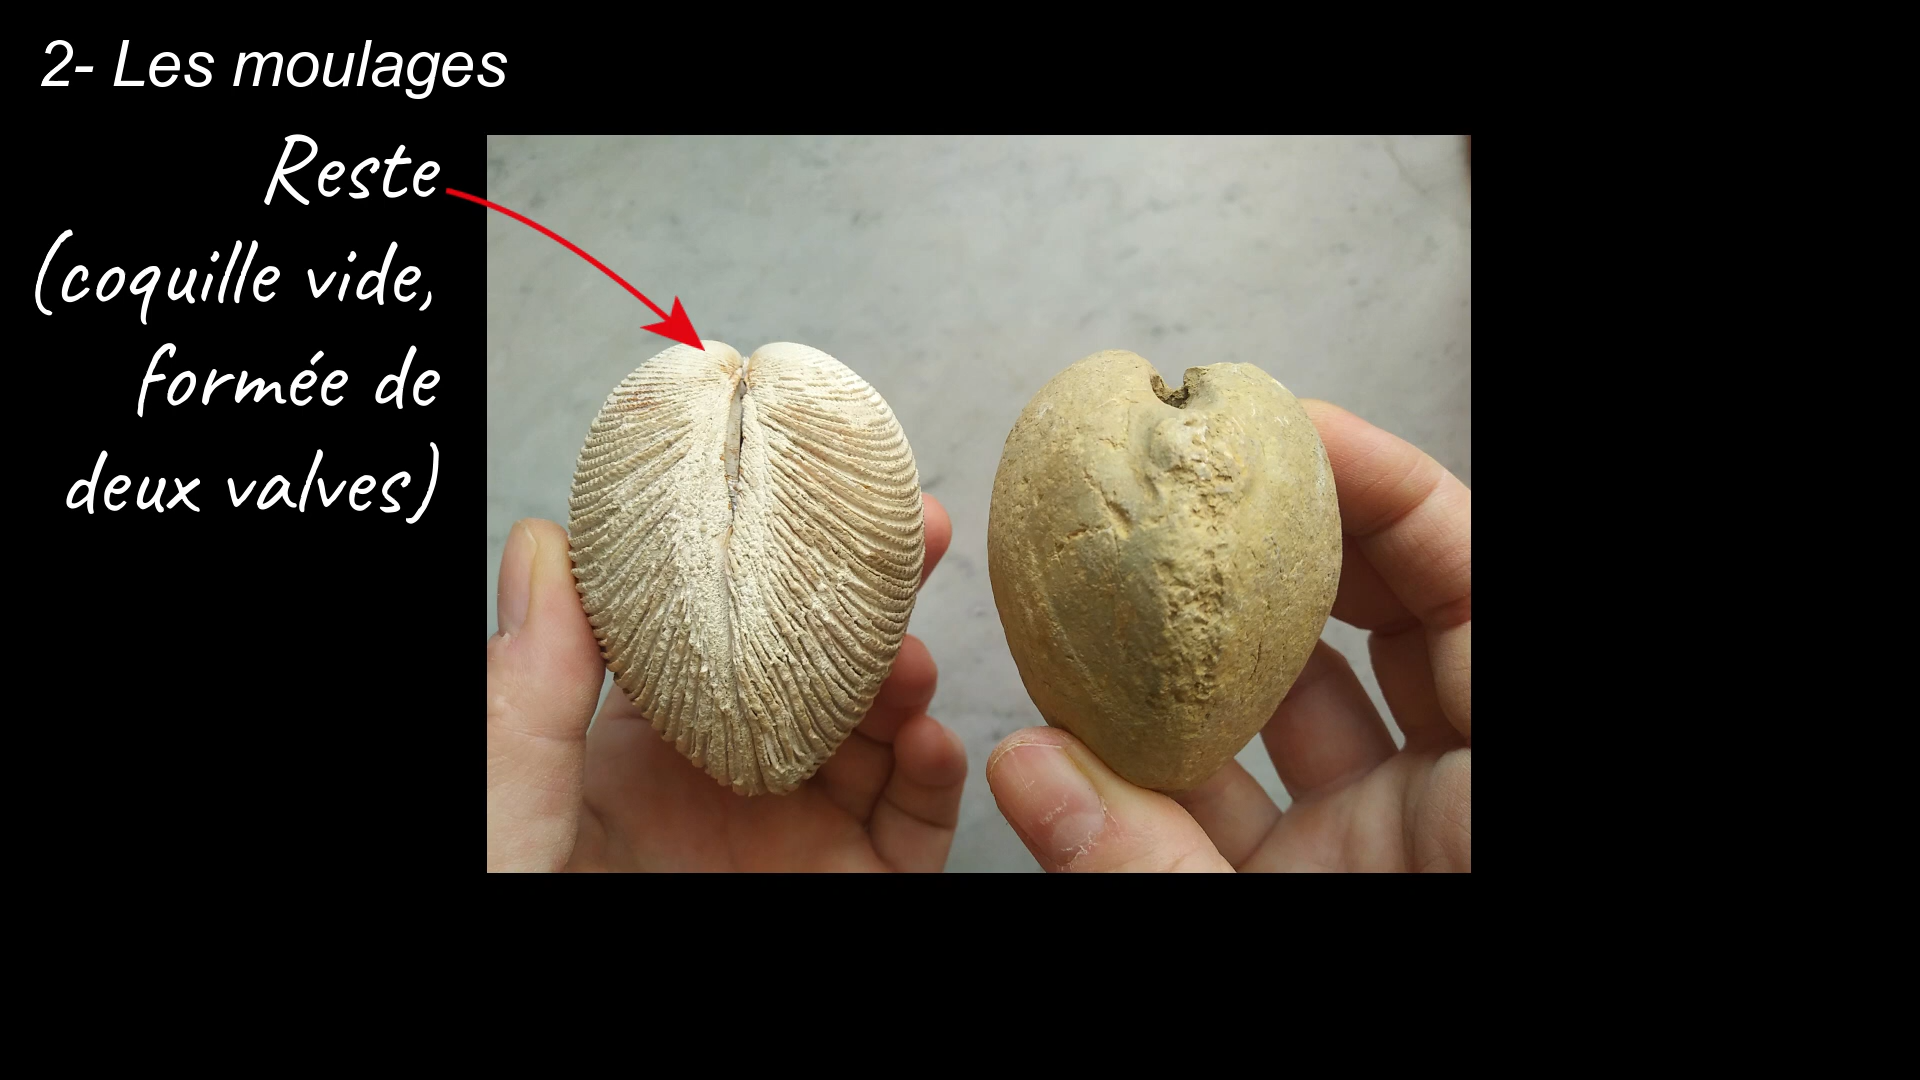 2- Les moulages
Reste
(coquille vide,
formée de
deux valves)